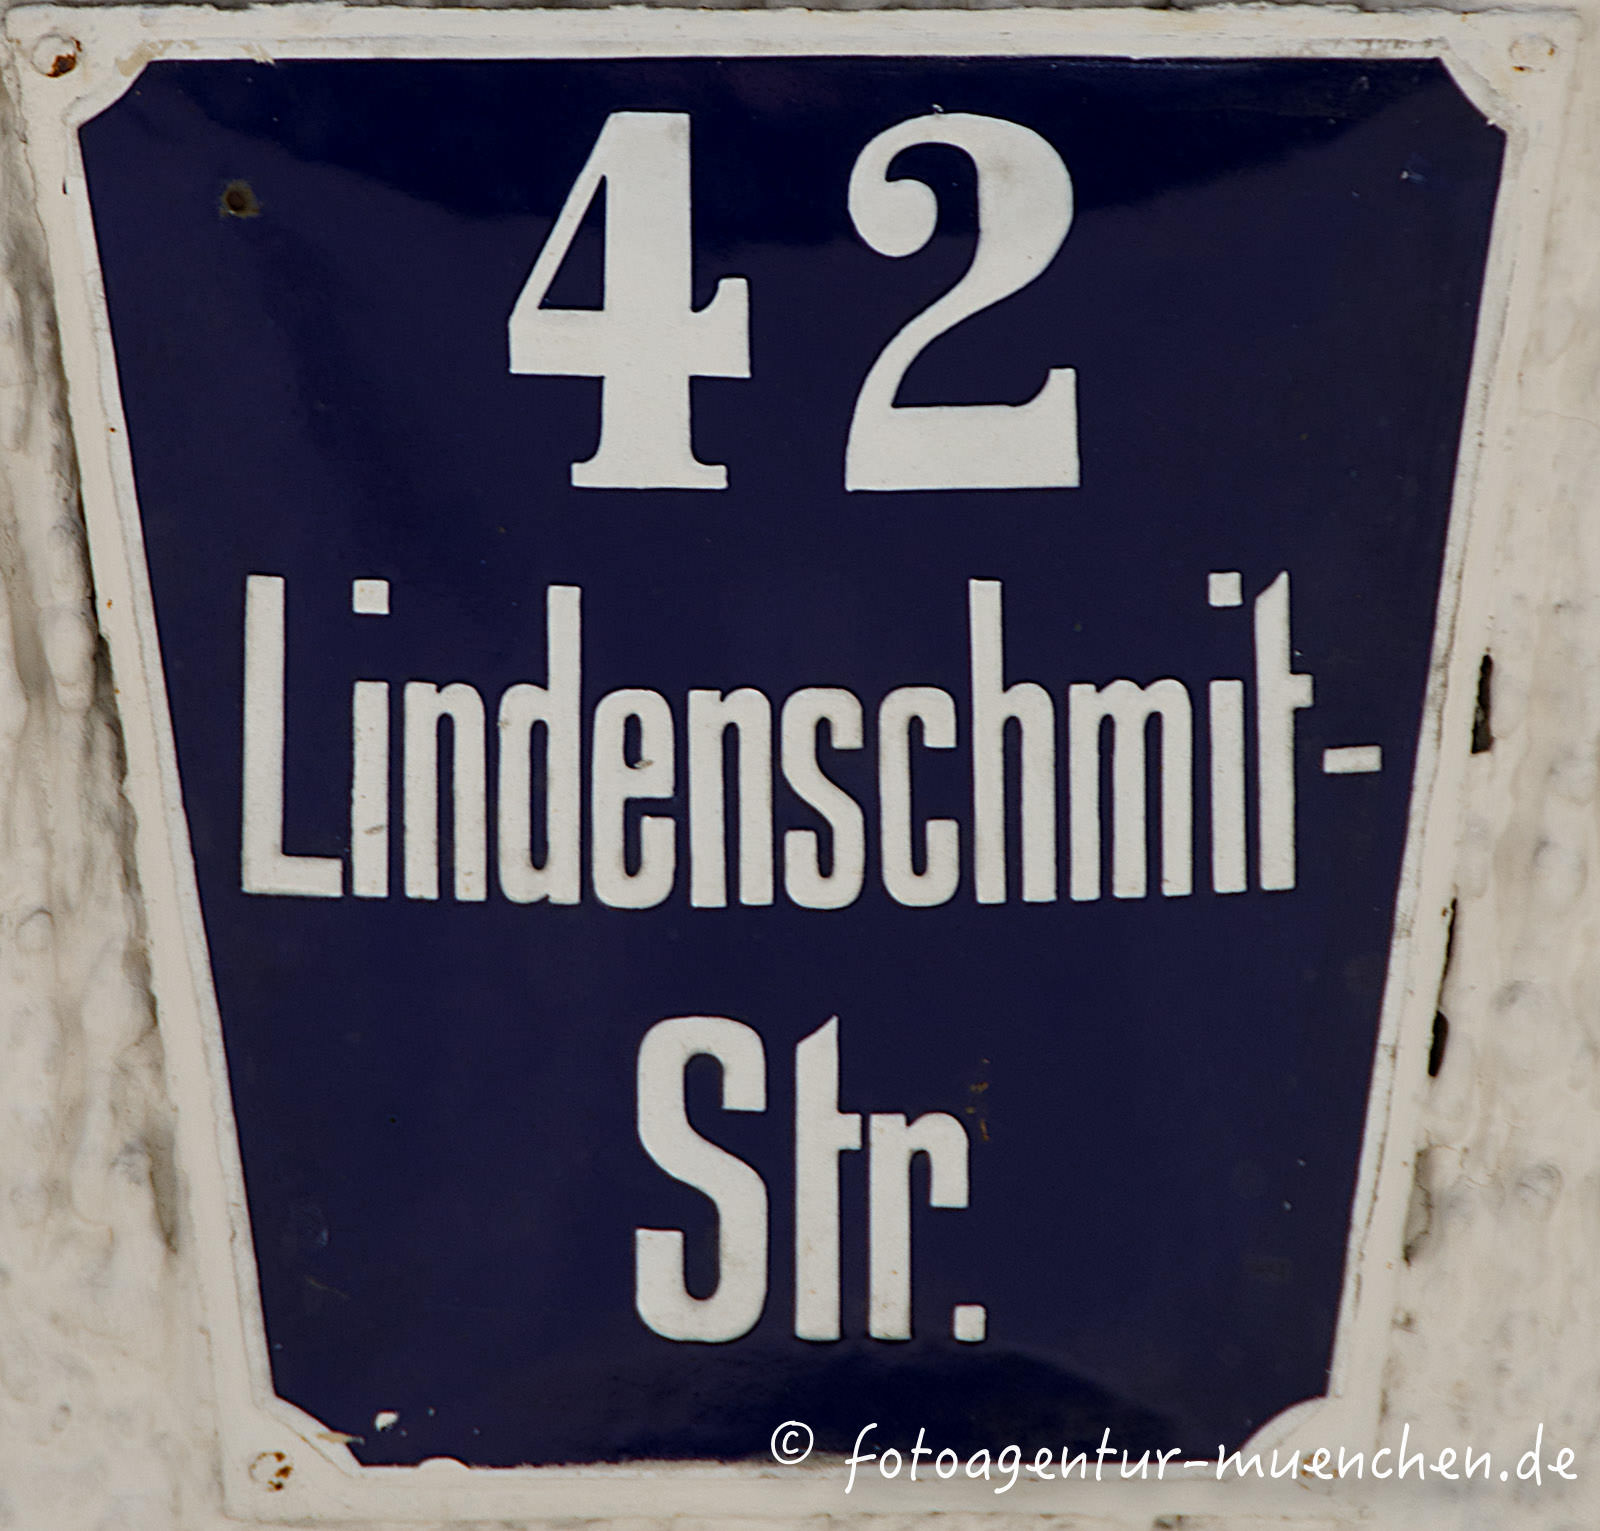 42
Lindenschmit-
Str.
© fotoagentur-muenchen.de